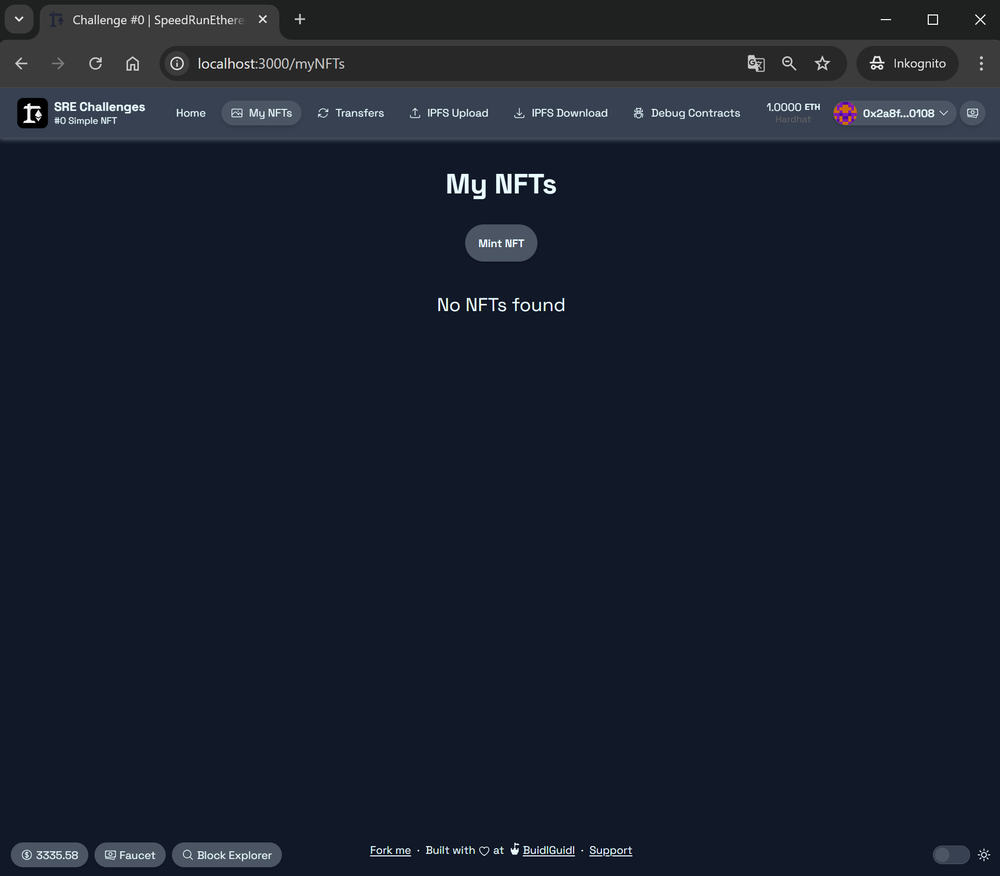 Challenge #0 | SpeedRunEthere
localhost:3000/myNFTs
Inkognito
SRE Challenges
#0 Simple NFT
Home
My NFTs
Transfers
IPFS Upload
IPFS Download
Debug Contracts
1.0000 ETH
Hardhat
0x2a8f...0108
My NFTs
Mint NFT
No NFTs found
3335.58
Faucet
Block Explorer
Fork me · Built with ♡ at BuidlGuidl · Support